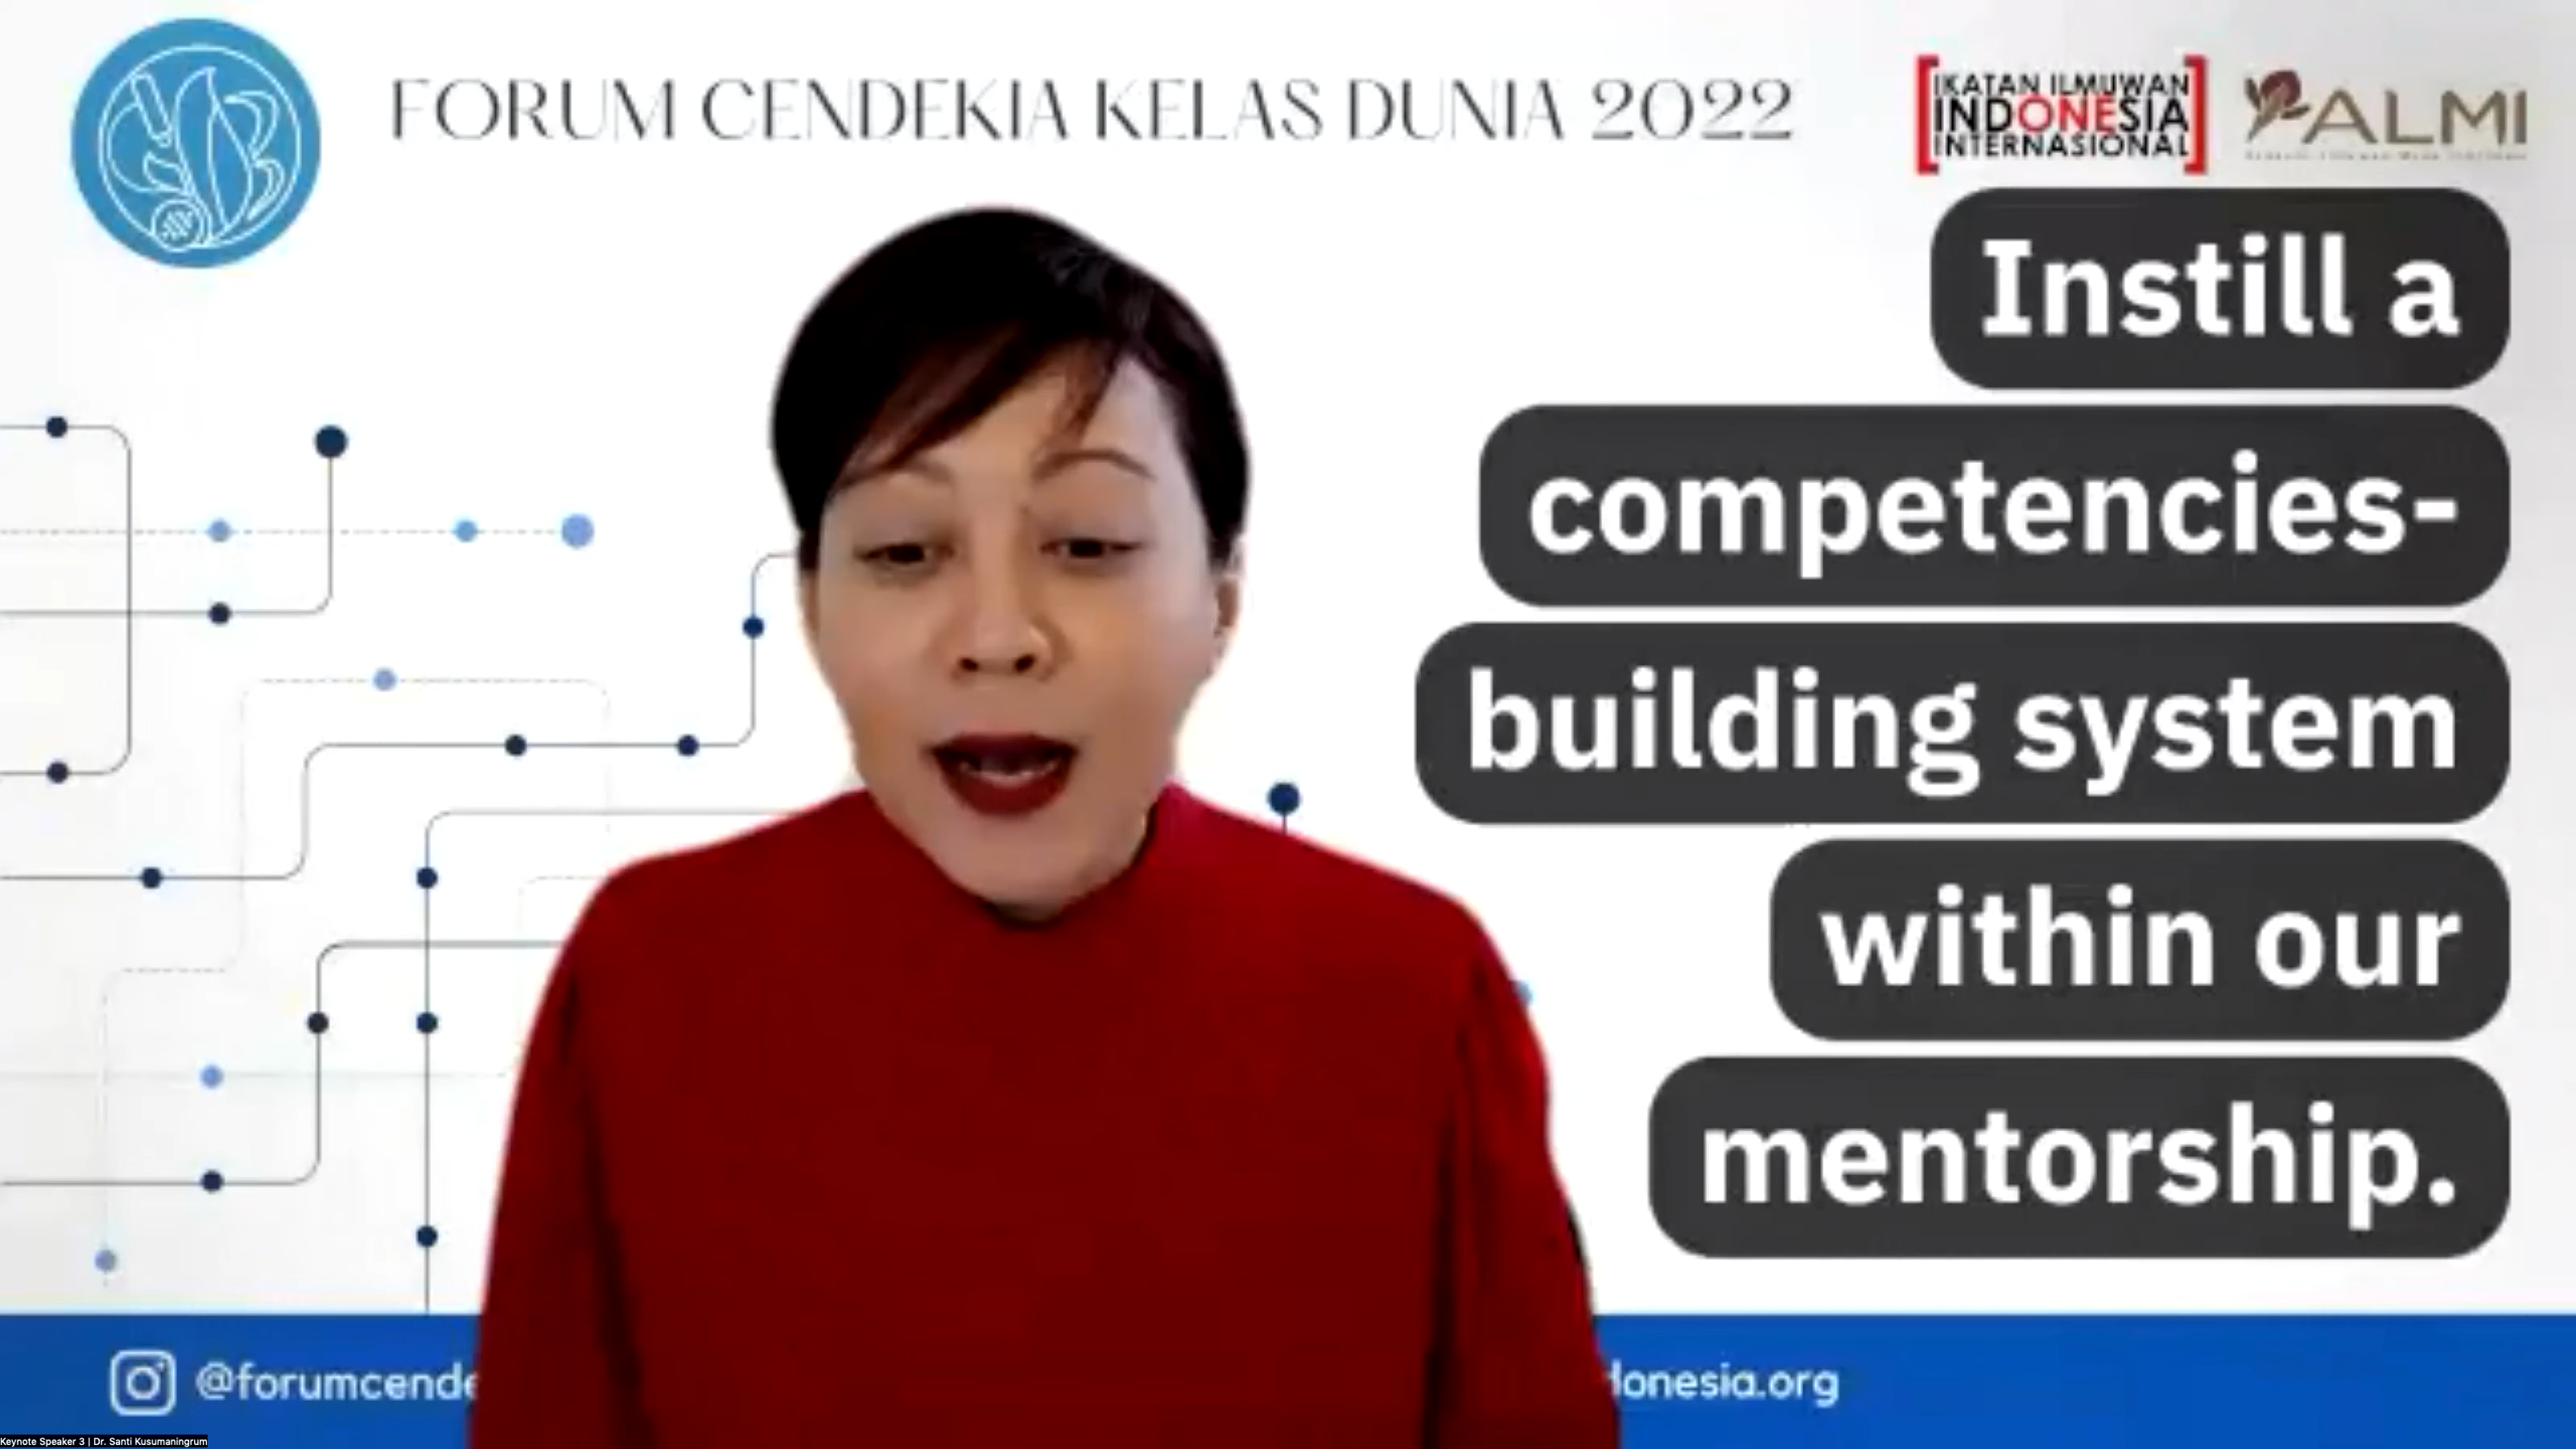 FORUM CENDEKIA KELAS DUNIA 2022
IKATAN ILMUWAN
INDONESIA
INTERNASIONAL
ALMI
Instill a
competencies-
building system
within our
mentorship.
@forumcende
donesia.org
Keynote Speaker 3 | Dr. Santi Kusumaningrum